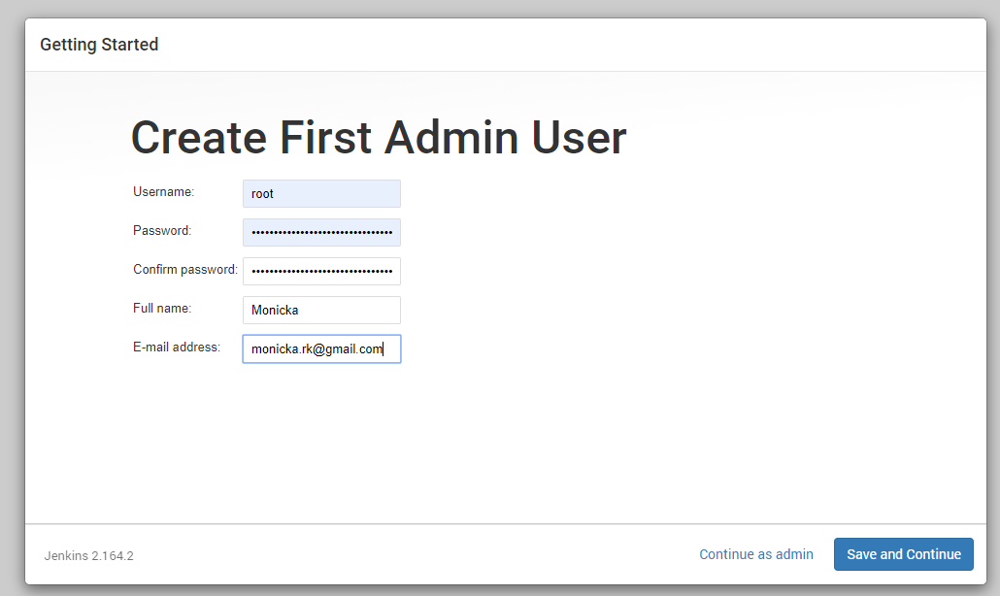 Getting Started
Create First Admin User
Username: root
Password: ••••••••••••••••••••••••••••••••
Confirm password: ••••••••••••••••••••••••••••••••
Full name: Monicka
E-mail address: monicka.rk@gmail.com
Jenkins 2.164.2 Continue as admin Save and Continue